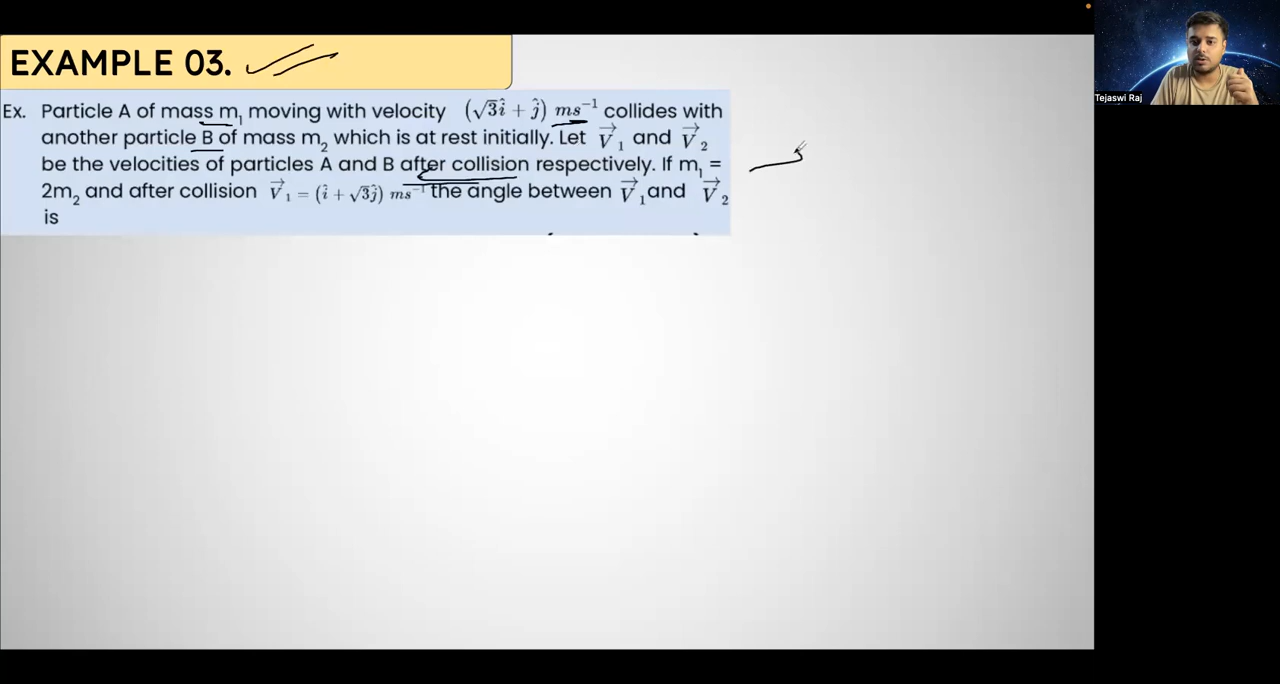 EXAMPLE 03.
Tejaswi Raj
Ex. Particle A of mass m₁ moving with velocity (√3î + ĵ) ms⁻¹ collides with
another particle B of mass m₂ which is at rest initially. Let V⃗₁ and V⃗₂
be the velocities of particles A and B after collision respectively. If m₁ =
2m₂ and after collision V⃗₁ = (î + √3ĵ) ms⁻¹ the angle between V⃗₁ and V⃗₂
is